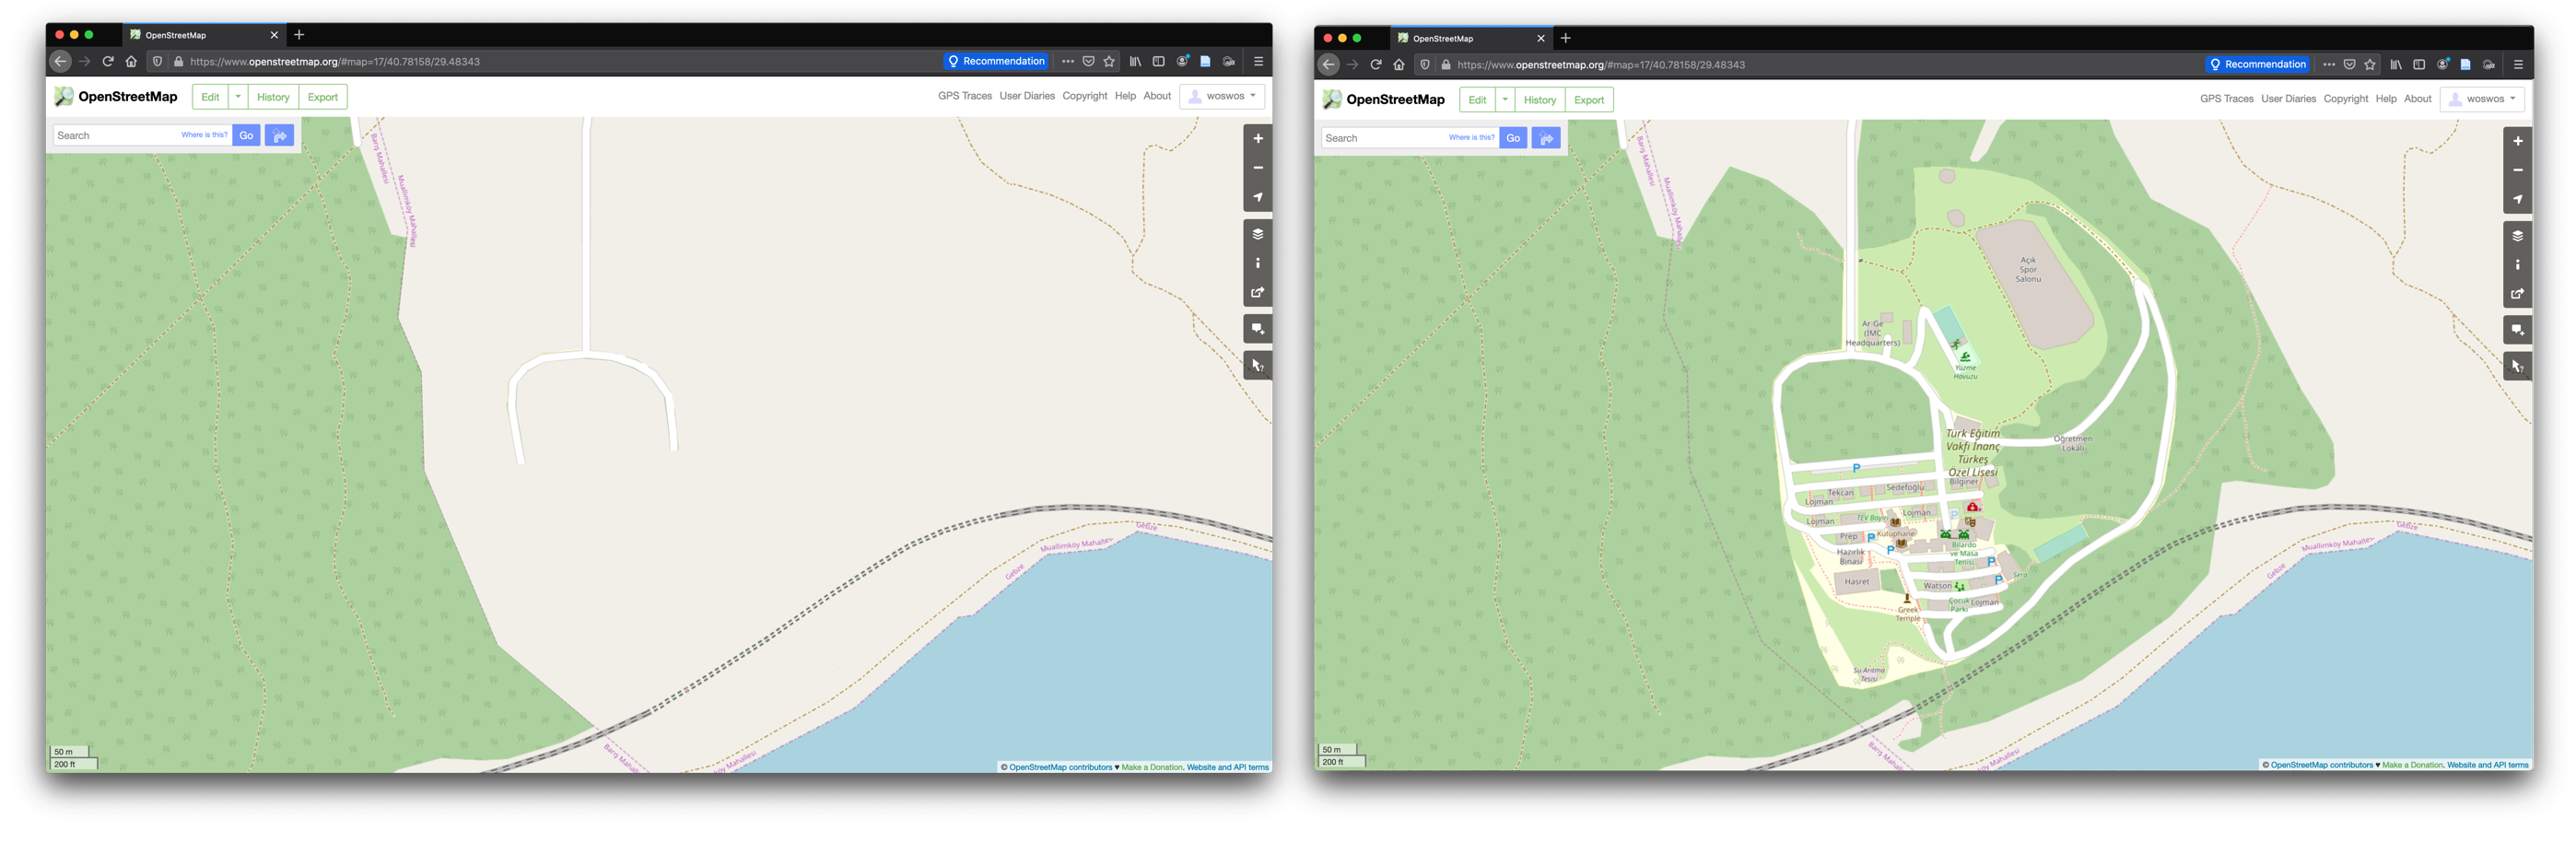 OpenStreetMap
https://www.openstreetmap.org/#map=17/40.78158/29.48343
Recommendation
OpenStreetMap
Edit
History
Export
GPS Traces
User Diaries
Copyright
Help
About
woswos
Search
Where is this?
Go
Barış Mahallesi
Muallimköy Mahallesi
Gebze
Muallimköy Mahallesi
Gebze
50 m
200 ft
© OpenStreetMap contributors ♥ Make a Donation. Website and API terms
OpenStreetMap
https://www.openstreetmap.org/#map=17/40.78158/29.48343
Recommendation
OpenStreetMap
Edit
History
Export
GPS Traces
User Diaries
Copyright
Help
About
woswos
Search
Where is this?
Go
Barış Mahallesi
Muallimköy Mahallesi
Açık
Spor
Salonu
Ar-Ge
(IMC
Headquarters)
Yüzme
Havuzu
Türk Eğitim
Vakfı İnanç
Türkeş
Özel Lisesi
Öğretmen
Lokali
P
Bilginer
Sedefoğlu
Tekcan
Lojman
Lojman
Lojman
P
Kütüphane
Prep
P
P
Hazırlık
Binası
Bilardo
ve Masa
Tenisi
P
Hasret
Watson
P
Çocuk
Parkı
Lojman
Greek
Temple
Su Arıtma
Tesisi
Gebze
Muallimköy Mahallesi
Gebze
50 m
200 ft
© OpenStreetMap contributors ♥ Make a Donation. Website and API terms